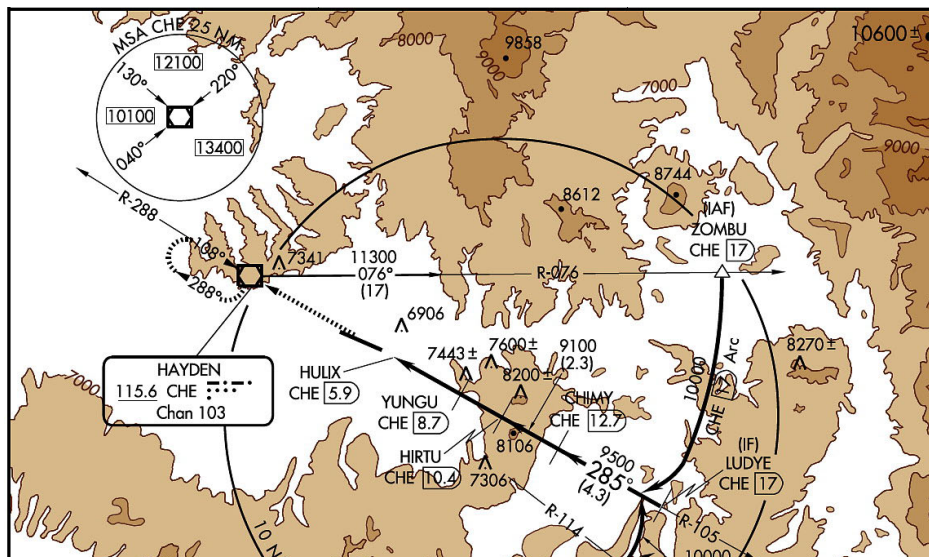 MSA CHE 25 NM
12100
130°
220°
10100
040°
13400
8000
9000
9858
10600±
7000
9000
8744
8612
(IAF)
ZOMBU
CHE 17
R-288
108°
288°
7341
11300
076°
(17)
R-076
6906
7443±
7600±
9100
(2.3)
8200±
8270±
HAYDEN
115.6 CHE
Chan 103
7000
HULIX
CHE 5.9
YUNGU
CHE 8.7
HIRTU
CHE 10.4
8106
7306
CHIMY
CHE 12.7
10000
CHE 17 Arc
9500
285°
(4.3)
(IF)
LUDYE
CHE 17
R-114
R-105
10000
10 N